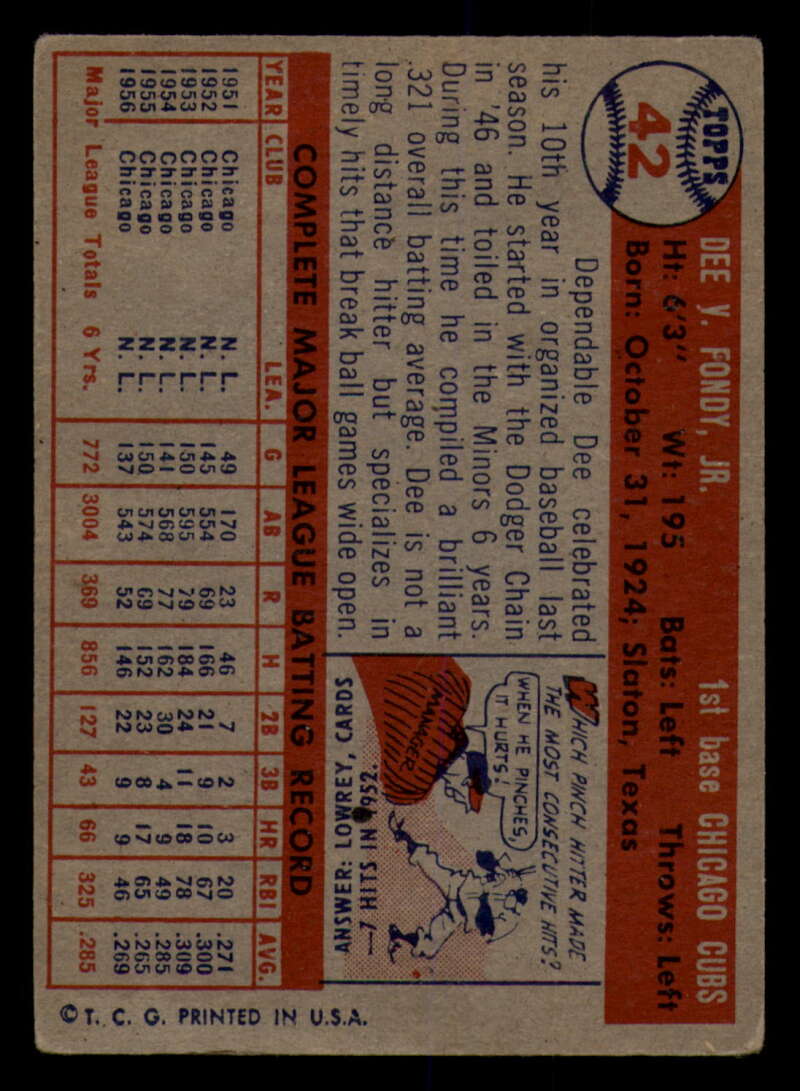 TOPPS
42
DEE Y. FONDY, JR. 1st base CHICAGO CUBS
Ht: 6'3" Wt: 195 Bats: Left Throws: Left
Born: October 31, 1924; Slaton, Texas
Dependable Dee celebrated
his 10th year in organized baseball last
season. He started with the Dodger Chain
in '46 and toiled in the Minors 6 years.
During this time he compiled a brilliant
.321 overall batting average. Dee is not a
long distance hitter but specializes in
timely hits that break ball games wide open.
WHICH PINCH HITTER MADE
THE MOST CONSECUTIVE HITS?
WHEN HE PINCHES,
IT HURTS!
MANAGER
ANSWER: LOWREY, CARDS
—7 HITS IN 1952.
COMPLETE MAJOR LEAGUE BATTING RECORD
YEAR CLUB LEA. G AB R H 2B 3B HR RBI AVG.
1951 Chicago N. L. 49 170 23 46 7 2 3 20 .271
1952 Chicago N. L. 145 554 69 166 21 9 10 67 .300
1953 Chicago N. L. 150 595 79 184 24 11 18 78 .309
1954 Chicago N. L. 141 568 77 162 30 4 9 49 .285
1955 Chicago N. L. 150 574 69 152 23 8 17 65 .265
1956 Chicago N. L. 137 543 52 146 22 9 9 46 .269
Major League Totals 6 Yrs. 772 3004 369 856 127 43 66 325 .285
© T. C. G. PRINTED IN U.S.A.